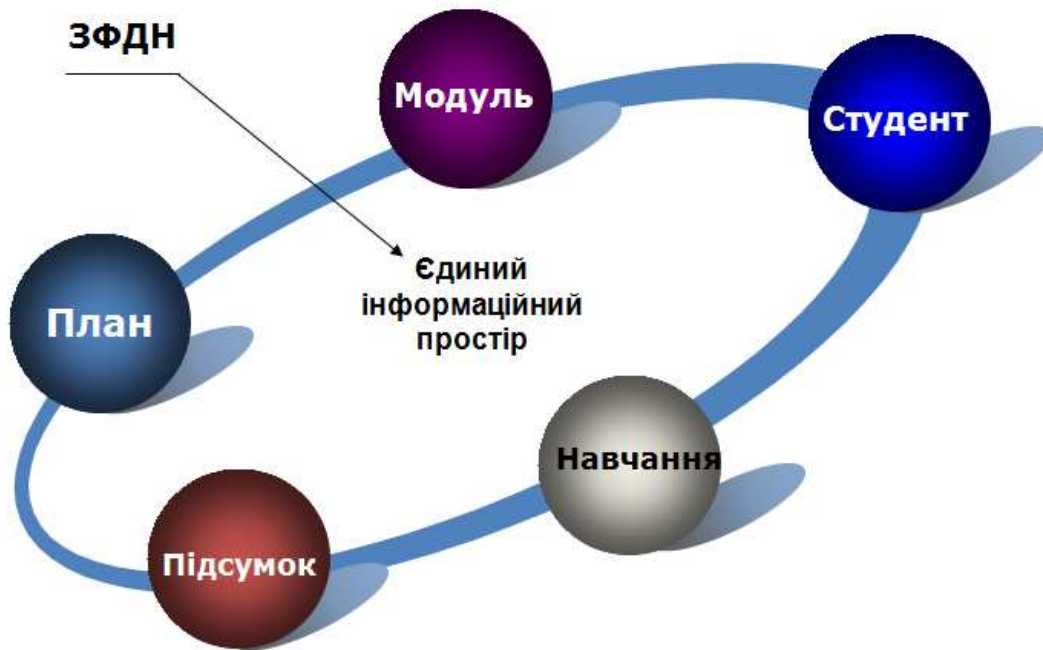 ЗФДН
Модуль
Студент
Єдиний
інформаційний
простір
План
Навчання
Підсумок